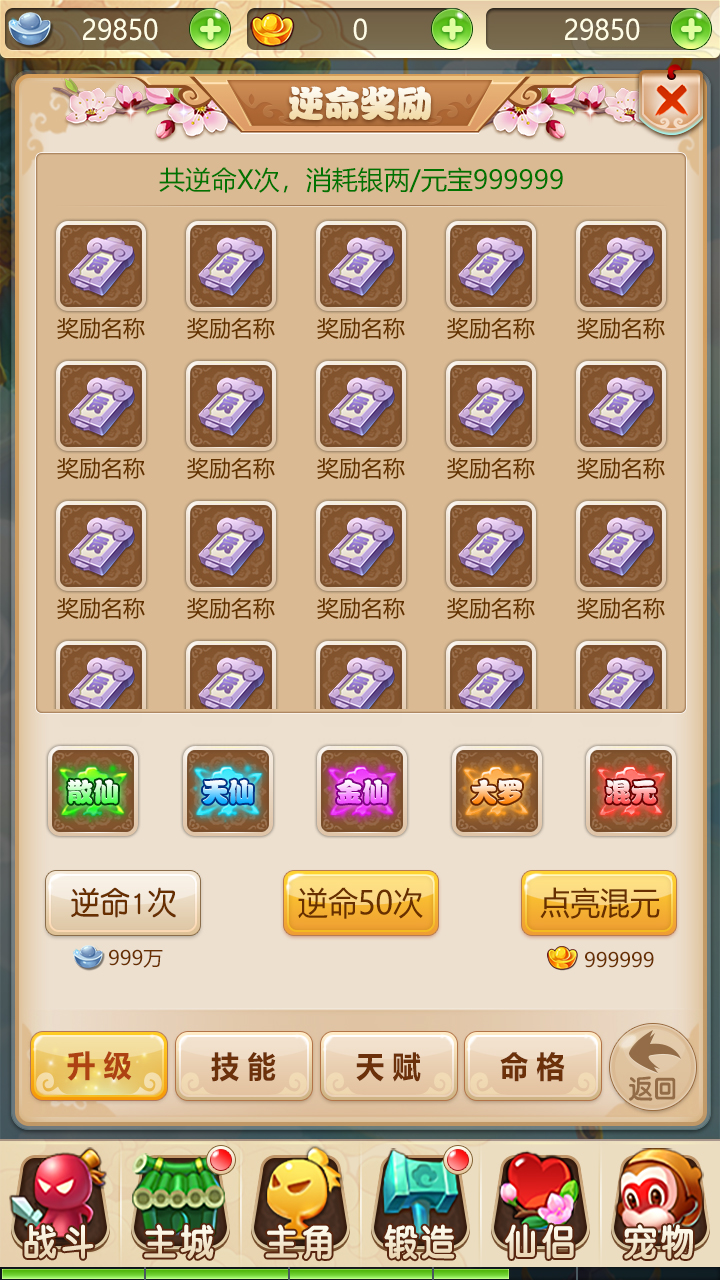 29850 0 29850
逆命奖励
共逆命X次，消耗银两/元宝999999
奖励名称 奖励名称 奖励名称 奖励名称 奖励名称
奖励名称 奖励名称 奖励名称 奖励名称 奖励名称
奖励名称 奖励名称 奖励名称 奖励名称 奖励名称
散仙 天仙 金仙 大罗 混元
逆命1次 逆命50次 点亮混元
999万 999999
升级 技能 天赋 命格 返回
战斗 主城 主角 锻造 仙侣 宠物